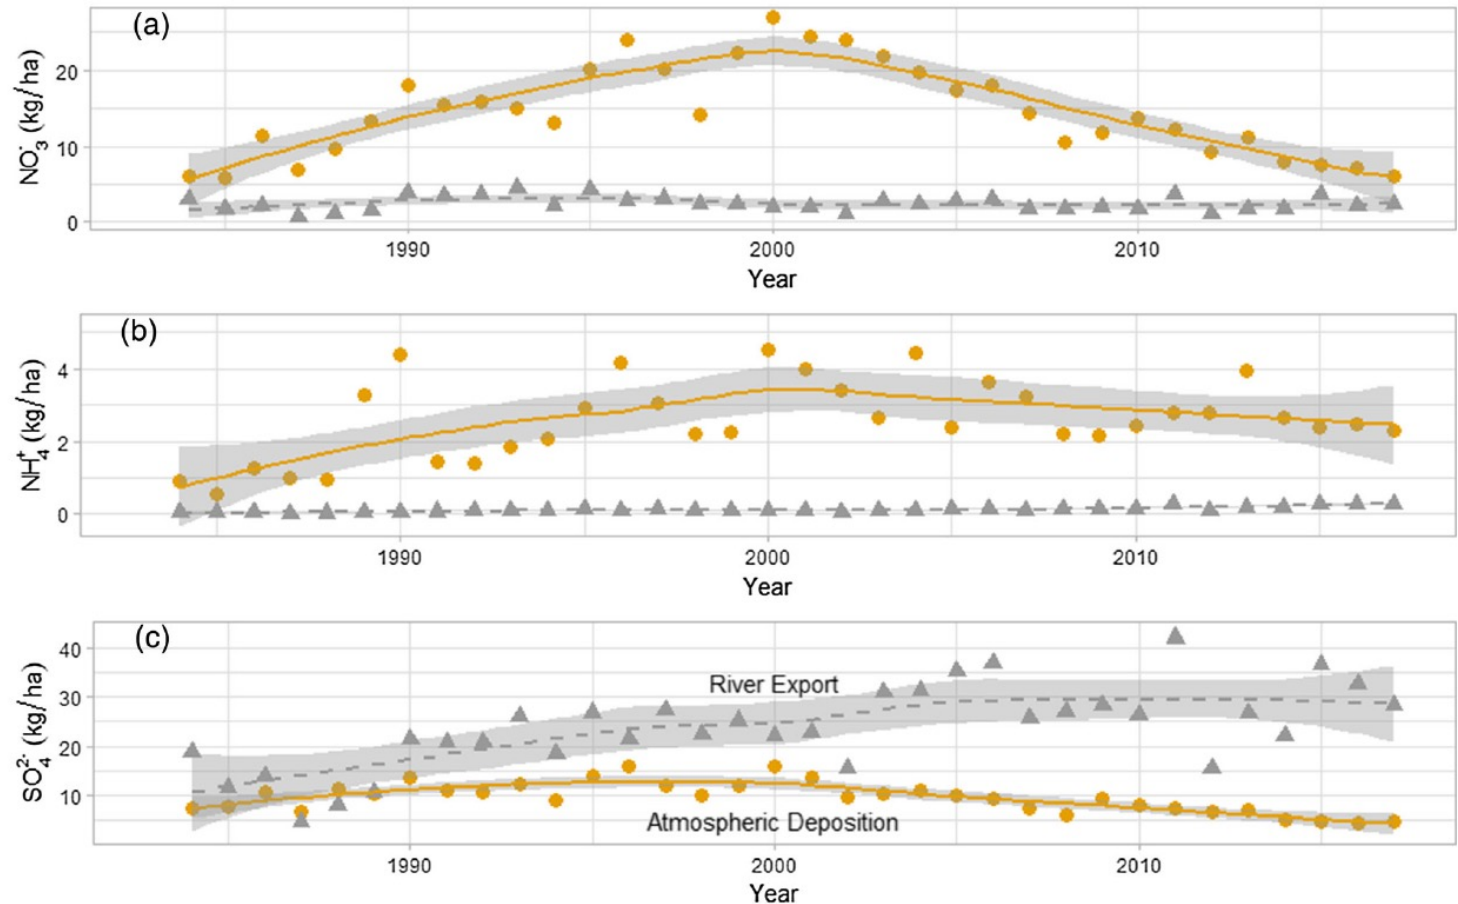 (a)
NO₃⁻ (kg/ha)
20
10
0
1990 2000 2010
Year
(b)
NH₄⁺ (kg/ha)
4
2
0
1990 2000 2010
Year
(c)
SO₄²⁻ (kg/ha)
40
30
20
10
River Export
Atmospheric Deposition
1990 2000 2010
Year